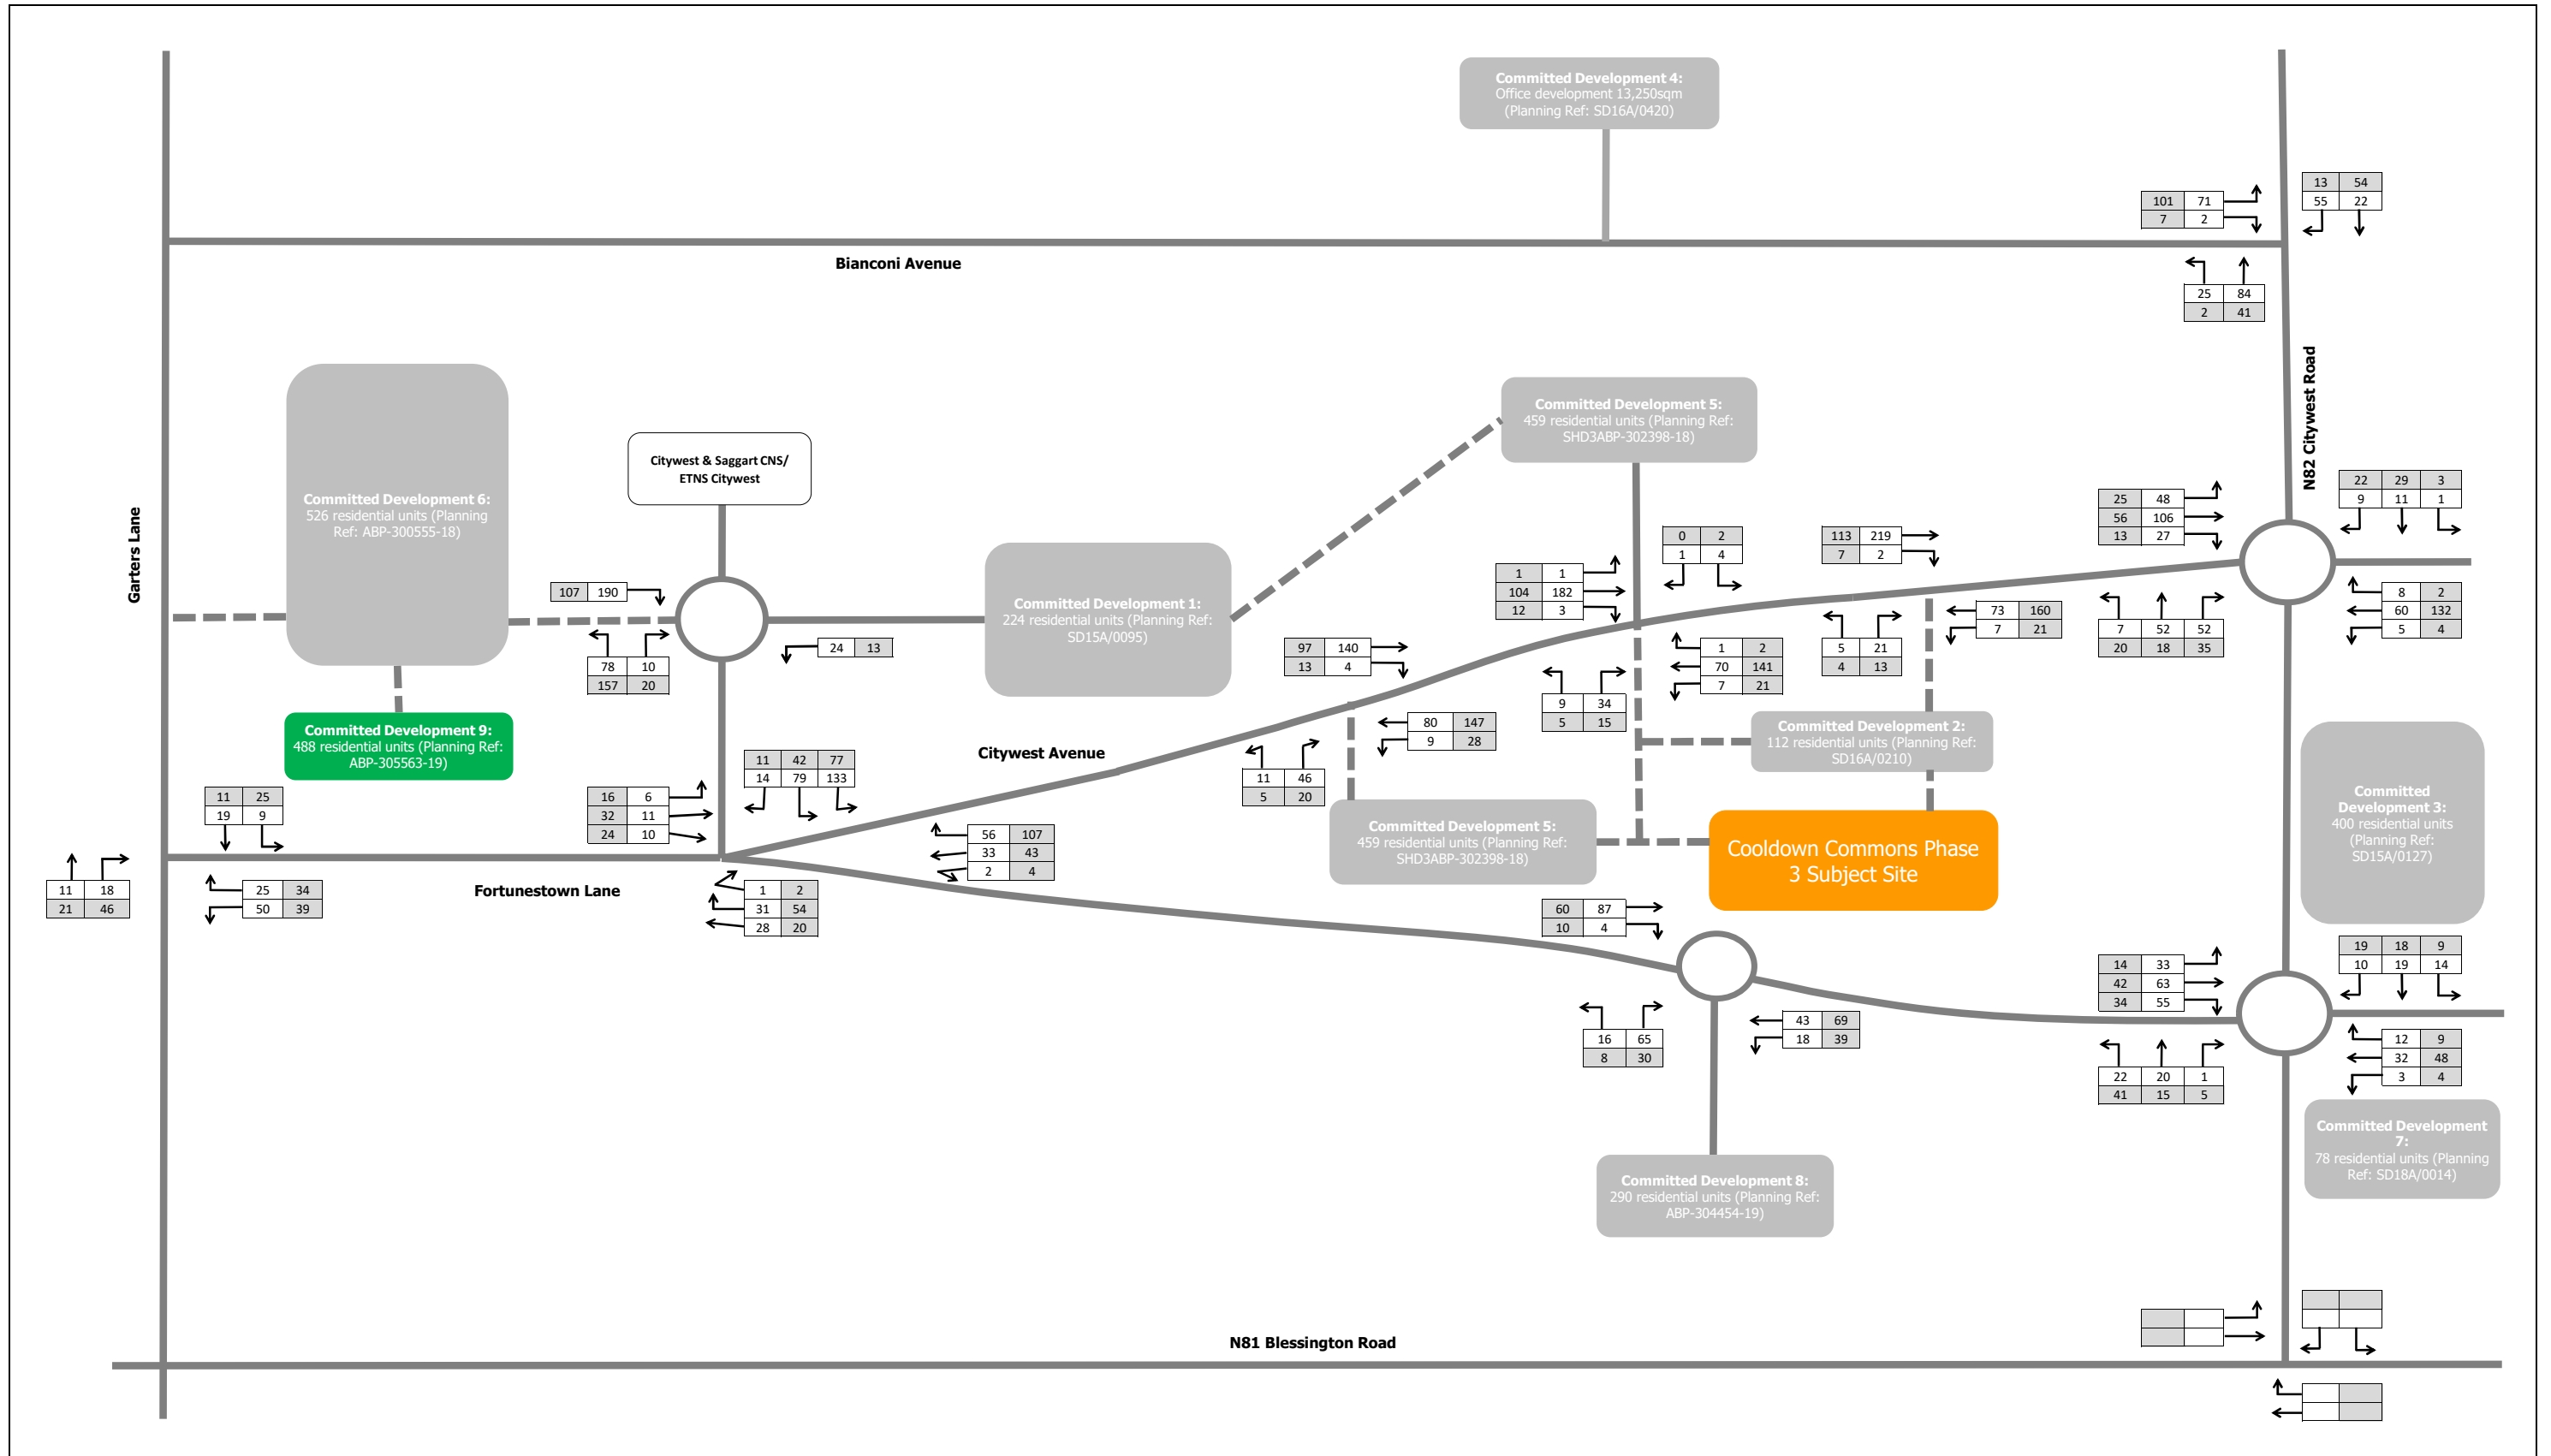 Committed Development 4:
Office development 13,250sqm
(Planning Ref: SD16A/0420)
13 54
55 22
101 71
7 2
Bianconi Avenue
25 84
2 41
N82 Citywest Road
Committed Development 5:
459 residential units (Planning Ref:
SHD3ABP-302398-18)
Citywest & Saggart CNS/
ETNS Citywest
Committed Development 6:
526 residential units (Planning
Ref: ABP-300555-18)
Garters Lane
22 29 3
9 11 1
25 48
56 106
13 27
0 2
1 4
113 219
7 2
1 1
104 182
12 3
107 190
Committed Development 1:
224 residential units (Planning Ref:
SD15A/0095)
8 2
60 132
5 4
73 160
7 21
7 52 52
20 18 35
24 13
97 140
13 4
1 2
70 141
7 21
5 21
4 13
78 10
157 20
9 34
5 15
Committed Development 9:
488 residential units (Planning Ref:
ABP-305563-19)
80 147
9 28
Committed Development 2:
112 residential units (Planning Ref:
SD16A/0210)
Citywest Avenue
11 42 77
14 79 133
11 46
5 20
Committed
Development 3:
400 residential units
(Planning Ref:
SD15A/0127)
11 25
19 9
16 6
32 11
24 10
56 107
33 43
2 4
Committed Development 5:
459 residential units (Planning Ref:
SHD3ABP-302398-18)
Cooldown Commons Phase
3 Subject Site
11 18
21 46
25 34
50 39
Fortunestown Lane
1 2
31 54
28 20
60 87
10 4
19 18 9
10 19 14
14 33
42 63
34 55
16 65
8 30
43 69
18 39
12 9
32 48
3 4
22 20 1
41 15 5
Committed Development
7:
78 residential units (Planning
Ref: SD18A/0014)
Committed Development 8:
290 residential units (Planning Ref:
ABP-304454-19)
N81 Blessington Road